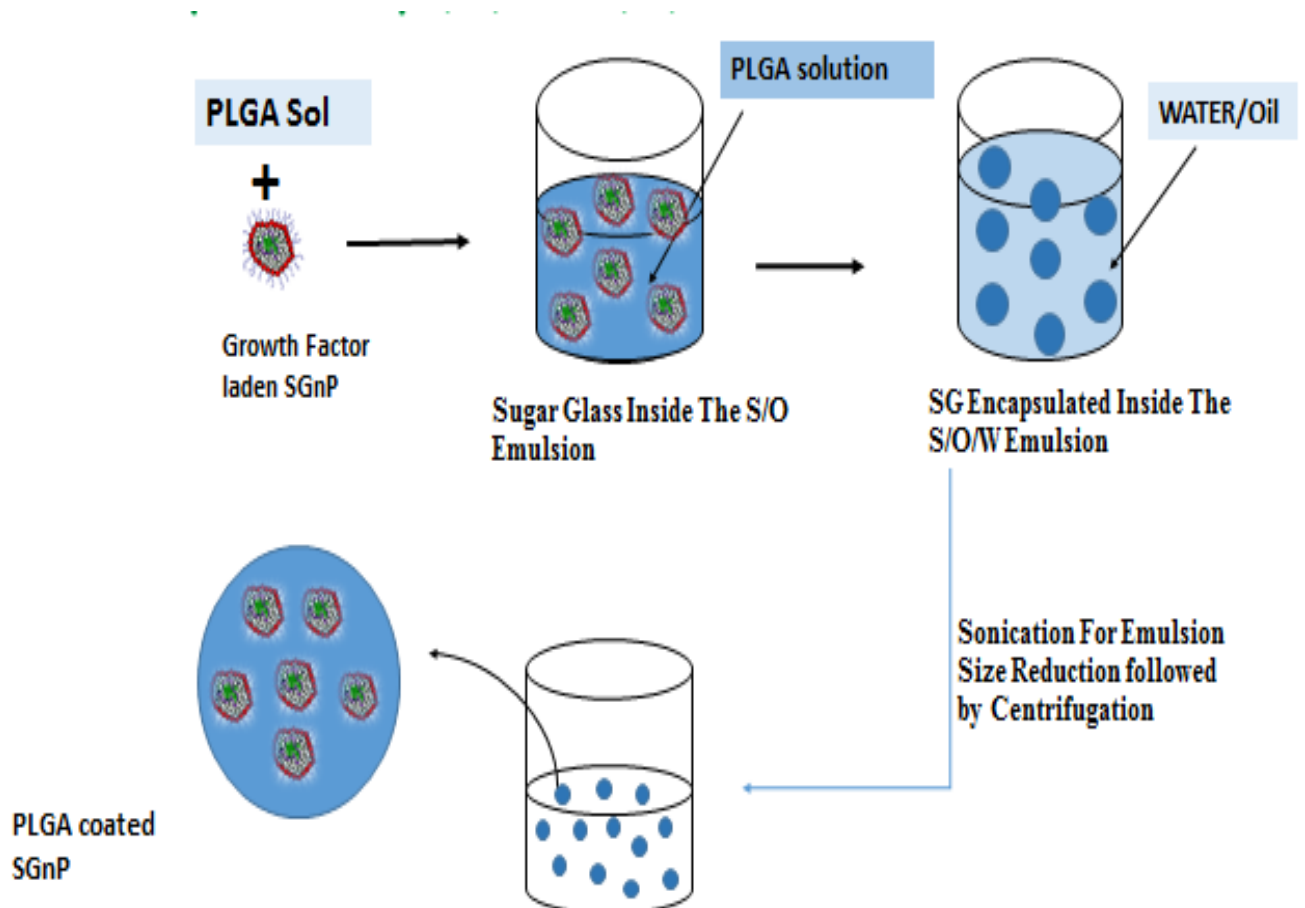 PLGA Sol
+
Growth Factor
laden SGnP
PLGA solution
Sugar Glass Inside The S/O
Emulsion
WATER/Oil
SG Encapsulated Inside The
S/O/W Emulsion
Sonication For Emulsion
Size Reduction followed
by Centrifugation
PLGA coated
SGnP